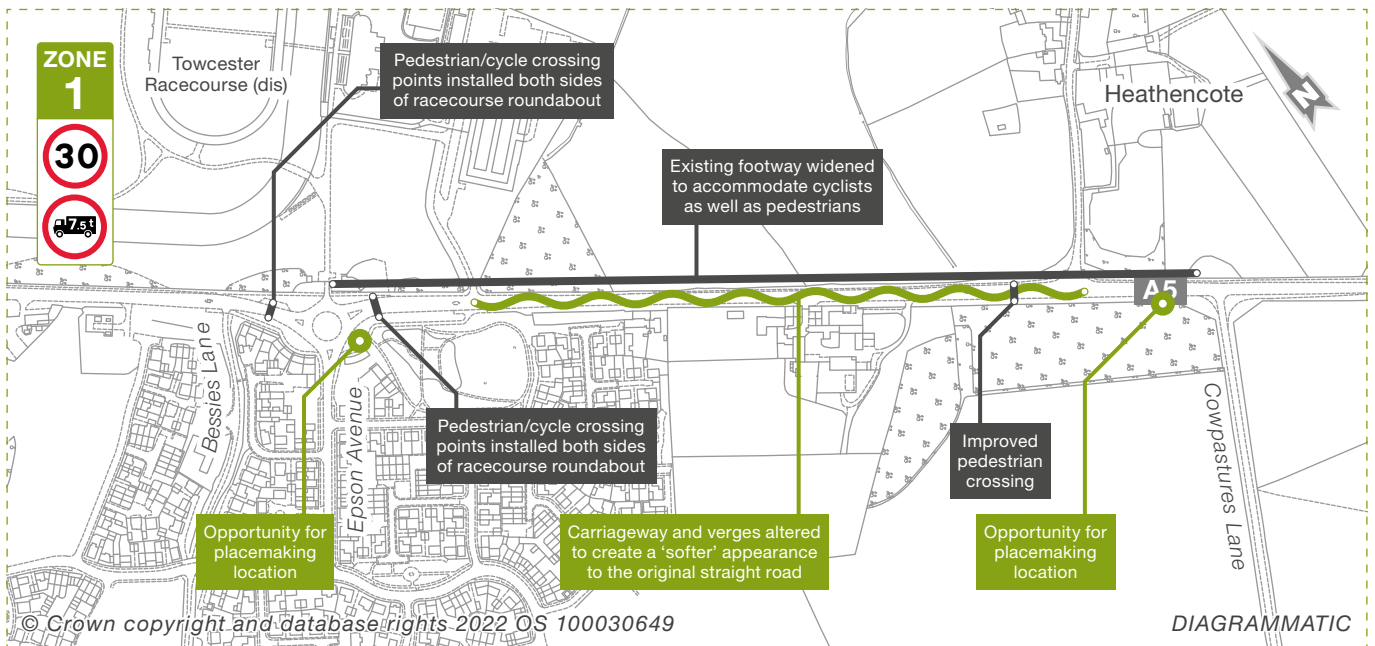 ZONE
1
30
7.5t
Towcester
Racecourse (dis)
Pedestrian/cycle crossing
points installed both sides
of racecourse roundabout
Existing footway widened
to accommodate cyclists
as well as pedestrians
Heathencote
N
A5
Bessies Lane
Epson Avenue
Cowpastures Lane
Pedestrian/cycle crossing
points installed both sides
of racecourse roundabout
Improved
pedestrian
crossing
Opportunity for
placemaking
location
Carriageway and verges altered
to create a ‘softer’ appearance
to the original straight road
Opportunity for
placemaking
location
© Crown copyright and database rights 2022 OS 100030649
DIAGRAMMATIC